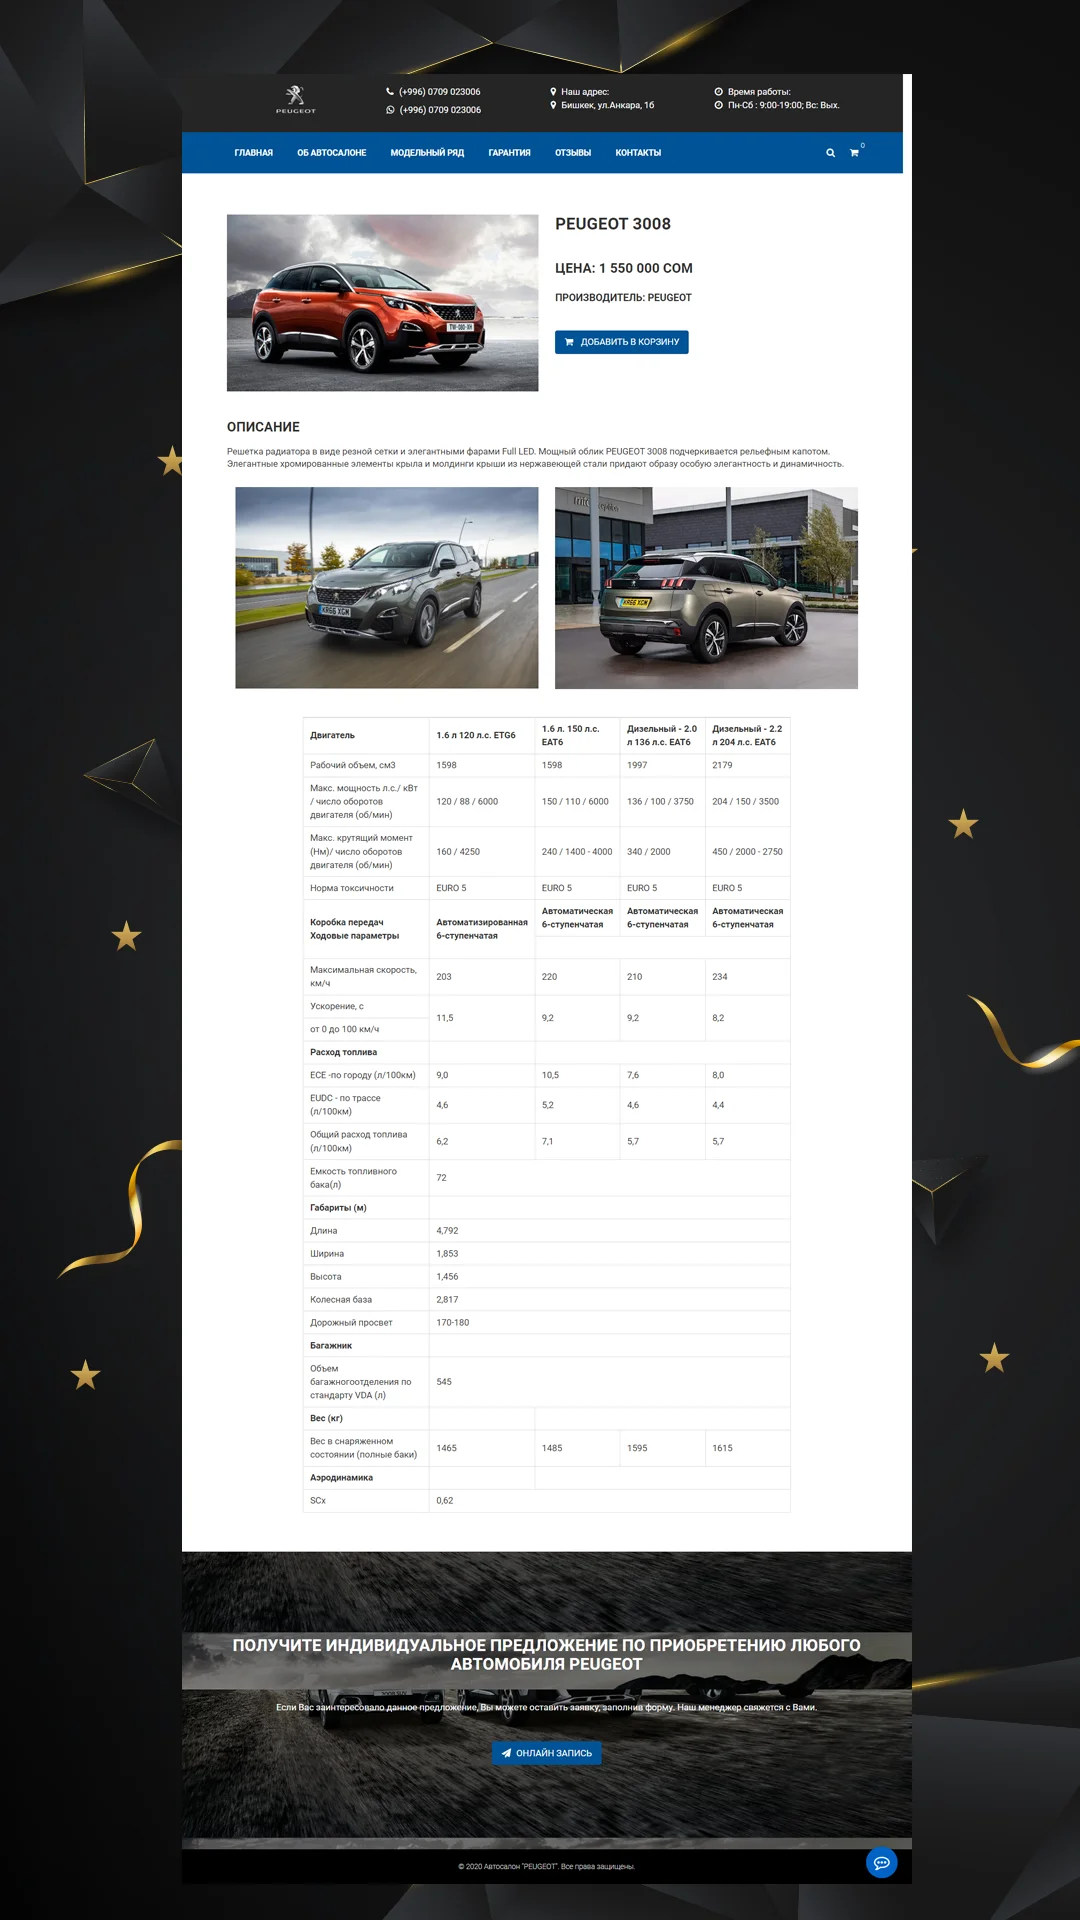 PEUGEOT
(+996) 0709 023006
(+996) 0709 023006
Наш адрес:
Бишкек, ул.Анкара, 1б
Время работы:
Пн-Сб : 9:00-19:00; Вс: Вых.
ГЛАВНАЯ ОБ АВТОСАЛОНЕ МОДЕЛЬНЫЙ РЯД ГАРАНТИЯ ОТЗЫВЫ КОНТАКТЫ 0
PEUGEOT 3008
ЦЕНА: 1 550 000 СОМ
ПРОИЗВОДИТЕЛЬ: PEUGEOT
ДОБАВИТЬ В КОРЗИНУ
ОПИСАНИЕ
Решетка радиатора в виде резной сетки и элегантными фарами Full LED. Мощный облик PEUGEOT 3008 подчеркивается рельефным капотом.
Элегантные хромированные элементы крыла и молдинги крыши из нержавеющей стали придают образу особую элегантность и динамичность.
KR66 XGM
KR66 XGM
Двигатель 1.6 л 120 л.с. ETG6 1.6 л. 150 л.с. EAT6 Дизельный - 2.0 л 136 л.с. EAT6 Дизельный - 2.2 л 204 л.с. EAT6
Рабочий объем, см3 1598 1598 1997 2179
Макс. мощность л.с./ кВт
/ число оборотов 120 / 88 / 6000 150 / 110 / 6000 136 / 100 / 3750 204 / 150 / 3500
двигателя (об/мин)
Макс. крутящий момент
(Нм)/ число оборотов 160 / 4250 240 / 1400 - 4000 340 / 2000 450 / 2000 - 2750
двигателя (об/мин)
Норма токсичности EURO 5 EURO 5 EURO 5 EURO 5
Коробка передач
Ходовые параметры
Автоматизированная
6-ступенчатая
Автоматическая
6-ступенчатая
Автоматическая
6-ступенчатая
Автоматическая
6-ступенчатая
Максимальная скорость,
км/ч 203 220 210 234
Ускорение, с
от 0 до 100 км/ч 11,5 9,2 9,2 8,2
Расход топлива
ECE -по городу (л/100км) 9,0 10,5 7,6 8,0
EUDC - по трассе
(л/100км) 4,6 5,2 4,6 4,4
Общий расход топлива
(л/100км) 6,2 7,1 5,7 5,7
Емкость топливного
бака(л) 72
Габариты (м)
Длина 4,792
Ширина 1,853
Высота 1,456
Колесная база 2,817
Дорожный просвет 170-180
Багажник
Объем
багажногоотделения по 545
стандарту VDA (л)
Вес (кг)
Вес в снаряженном
состоянии (полные баки) 1465 1485 1595 1615
Аэродинамика
SCx 0,62
ПОЛУЧИТЕ ИНДИВИДУАЛЬНОЕ ПРЕДЛОЖЕНИЕ ПО ПРИОБРЕТЕНИЮ ЛЮБОГО
АВТОМОБИЛЯ PEUGEOT
Если Вас заинтересовало данное предложение, Вы можете оставить заявку, заполнив форму. Наш менеджер свяжется с Вами.
ОНЛАЙН ЗАПИСЬ
© 2020 Автосалон "PEUGEOT". Все права защищены.